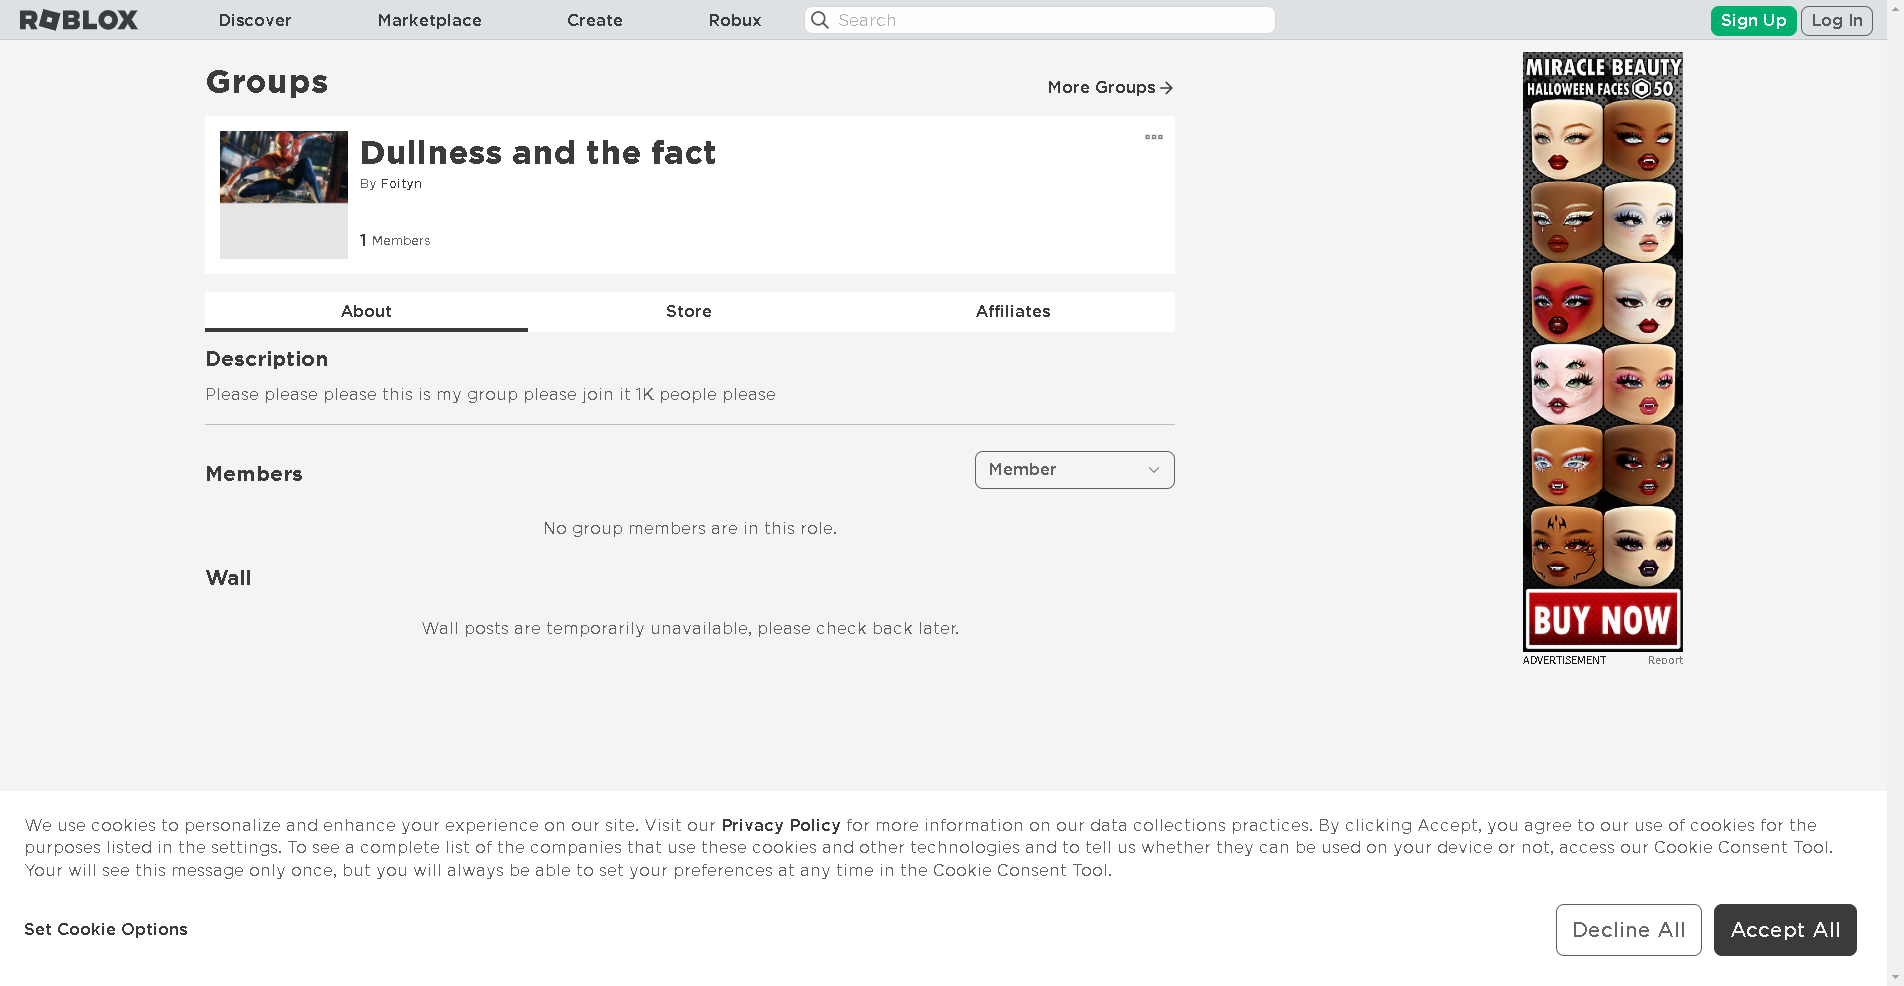 ROBLOX
Discover
Marketplace
Create
Robux
Search
Sign Up
Log In
Groups
More Groups
Dullness and the fact
By Foityn
1 Members
About
Store
Affiliates
Description
Please please please this is my group please join it 1K people please
Members
Member
No group members are in this role.
Wall
Wall posts are temporarily unavailable, please check back later.
MIRACLE BEAUTY
HALLOWEEN FACES 50
BUY NOW
ADVERTISEMENT
Report
We use cookies to personalize and enhance your experience on our site. Visit our Privacy Policy for more information on our data collections practices. By clicking Accept, you agree to our use of cookies for the
purposes listed in the settings. To see a complete list of the companies that use these cookies and other technologies and to tell us whether they can be used on your device or not, access our Cookie Consent Tool.
Your will see this message only once, but you will always be able to set your preferences at any time in the Cookie Consent Tool.
Set Cookie Options
Decline All
Accept All